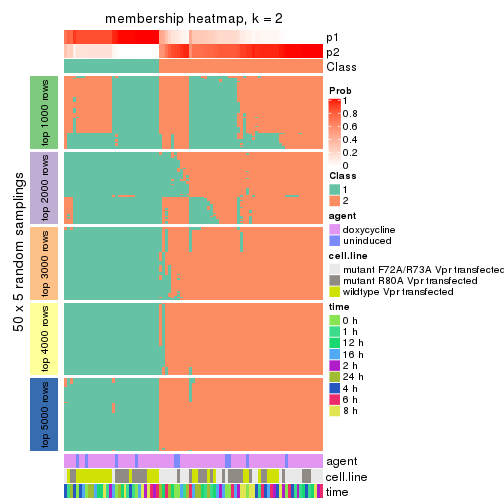 membership heatmap, k = 2
p1
p2
Class
top 1000 rows
top 2000 rows
top 3000 rows
top 4000 rows
top 5000 rows
50 x 5 random samplings
agent
cell.line
time
Prob
1
0.8
0.6
0.4
0.2
0
Class
1
2
agent
doxycycline
uninduced
cell.line
mutant F72A/R73A Vpr transfected
mutant R80A Vpr transfected
wildtype Vpr transfected
time
0 h
1 h
12 h
16 h
2 h
24 h
4 h
6 h
8 h